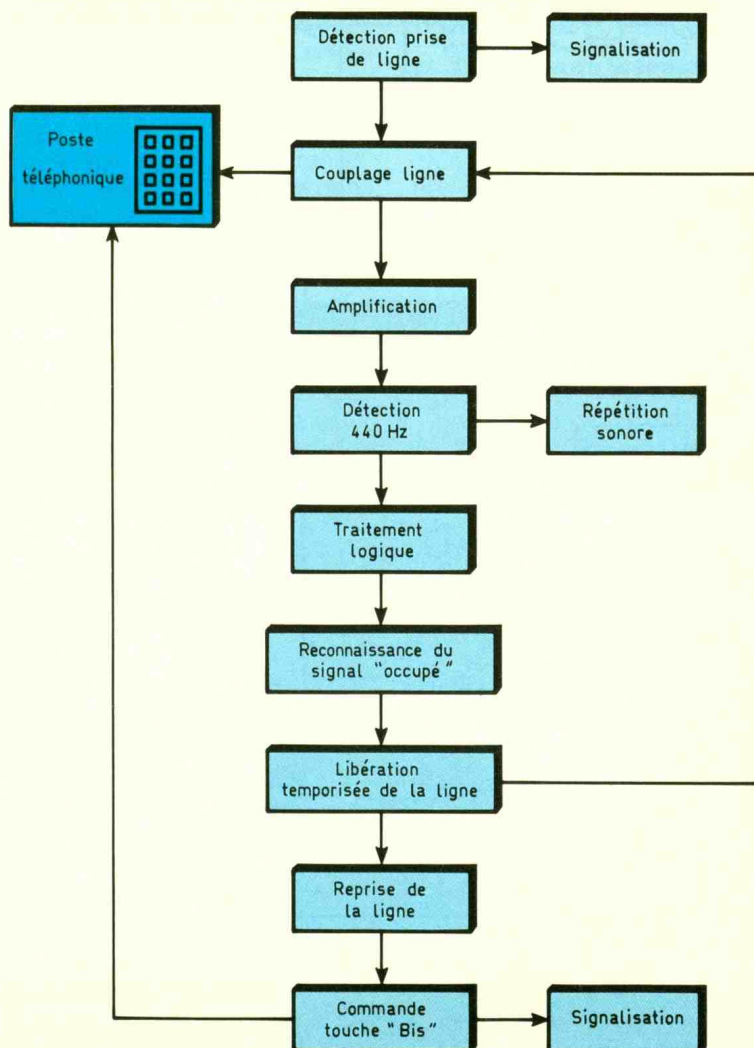 Détection prise
de ligne
Signalisation
Poste
téléphonique
Couplage ligne
Amplification
Détection
440 Hz
Répétition
sonore
Traitement
logique
Reconnaissance du
signal "occupé"
Libération
temporisée de la ligne
Reprise de
la ligne
Commande
touche "Bis"
Signalisation